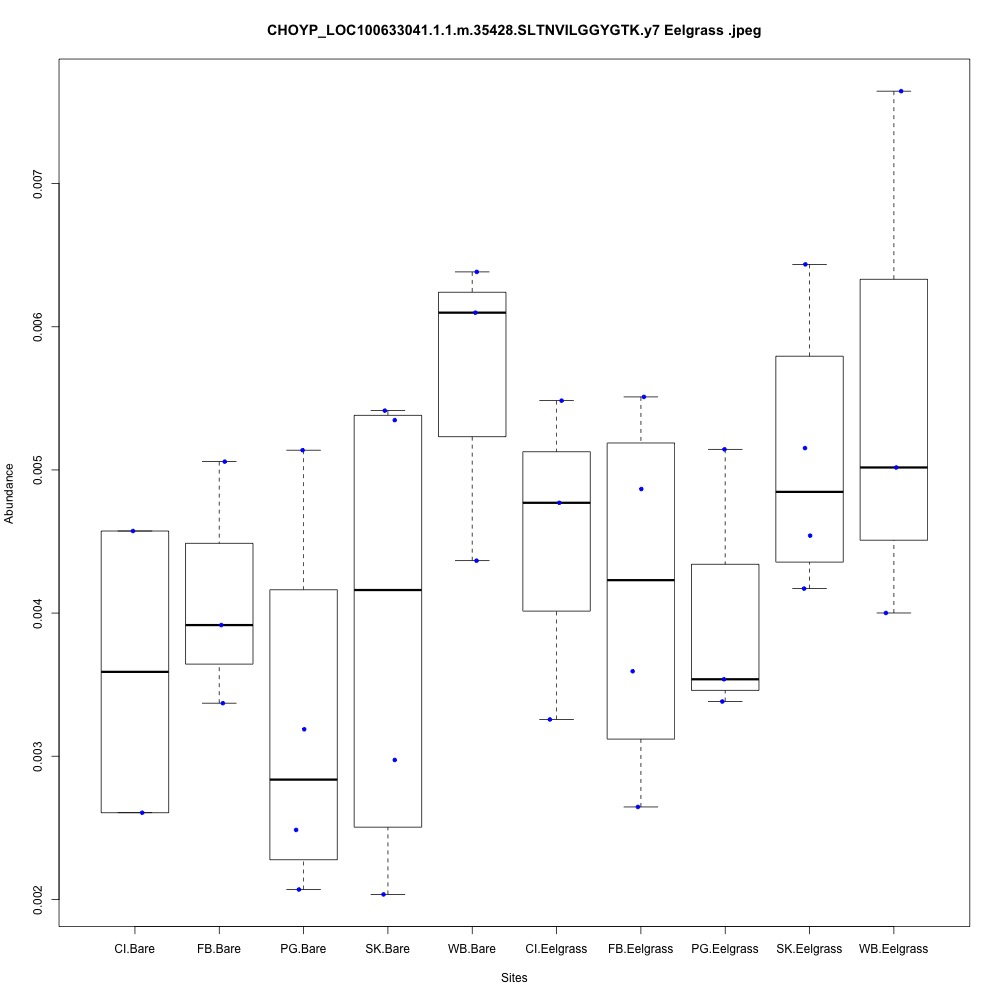 CHOYP_LOC100633041.1.1.m.35428.SLTNVILGGYGTK.y7 Eelgrass .jpeg
0.007
0.006
0.005
0.004
0.003
0.002
Abundance
CI.Bare FB.Bare PG.Bare SK.Bare WB.Bare CI.Eelgrass FB.Eelgrass PG.Eelgrass SK.Eelgrass WB.Eelgrass
Sites